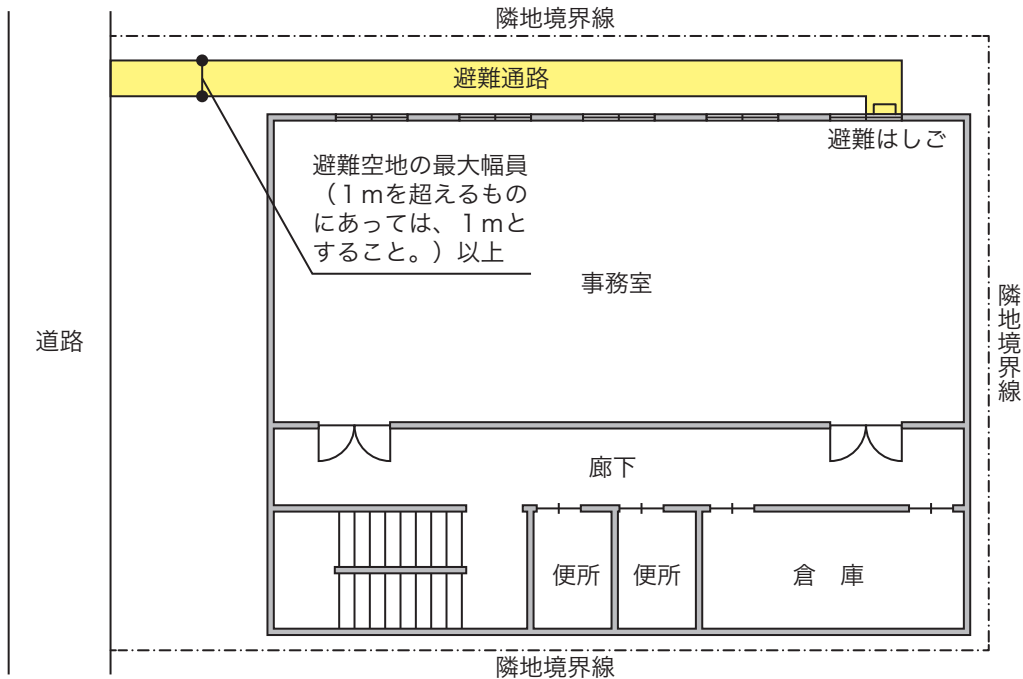 隣地境界線
避難通路
避難はしご
避難空地の最大幅員
（１ｍを超えるもの
にあっては、１ｍと
すること。）以上
事務室
隣地境界線
道路
廊下
便所
便所
倉　庫
隣地境界線